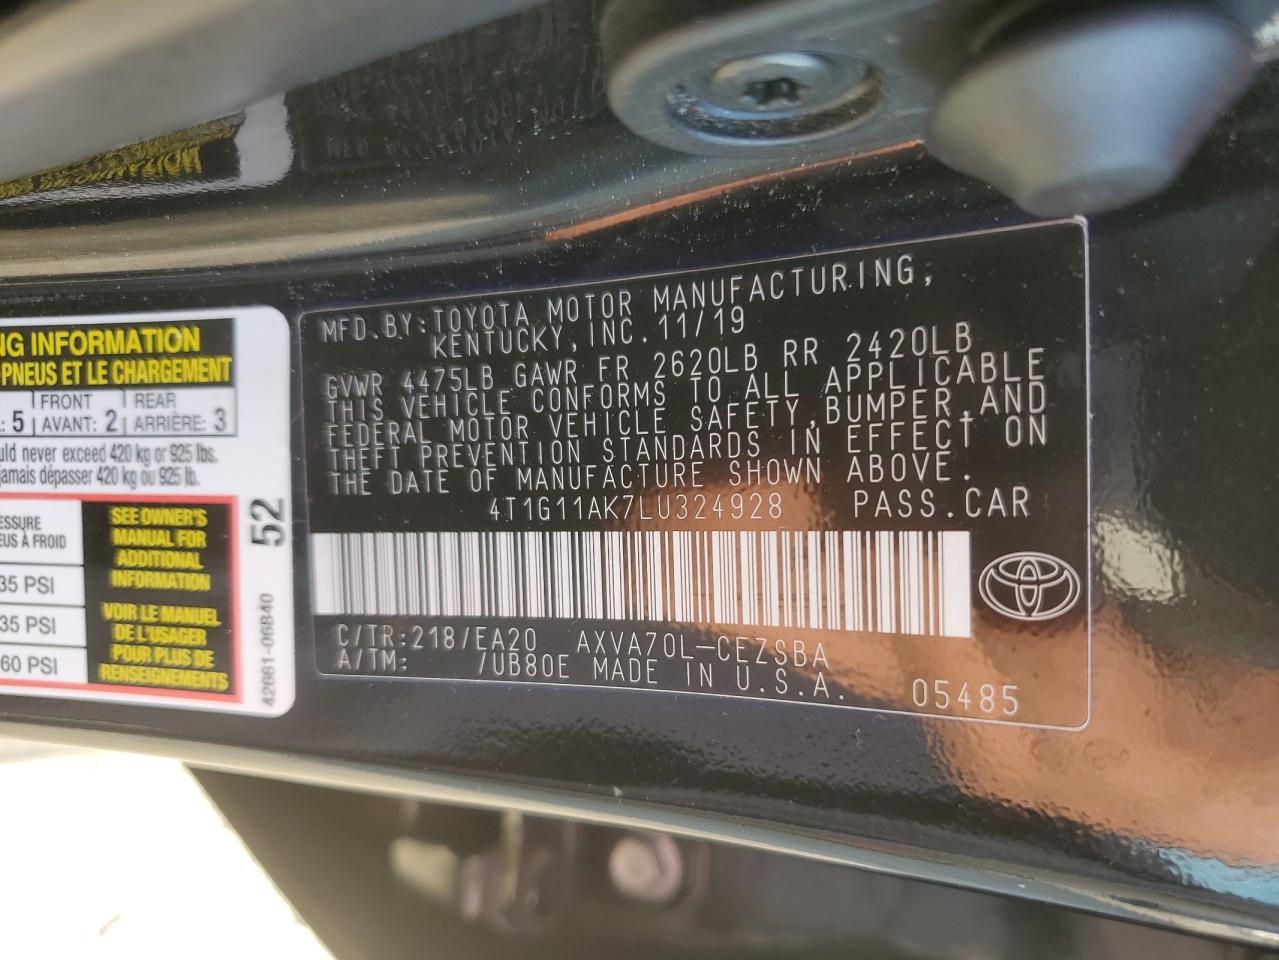 NG INFORMATION
PNEUS ET LE CHARGEMENT
5 FRONT REAR
AVANT: 2 ARRIÈRE: 3
uld never exceed 420 kg or 925 lbs.
jamais dépasser 420 kg ou 925 lb.
ESSURE
EUS À FROID
35 PSI
35 PSI
60 PSI
SEE OWNER'S
MANUAL FOR
ADDITIONAL
INFORMATION
VOIR LE MANUEL
DE L'USAGER
POUR PLUS DE
RENSEIGNEMENTS
52
42661-06B40
MFD.BY:TOYOTA MOTOR MANUFACTURING,
KENTUCKY,INC.11/19
GVWR 4475LB GAWR FR 2620LB RR 2420LB
THIS VEHICLE CONFORMS TO ALL APPLICABLE
FEDERAL MOTOR VEHICLE SAFETY,BUMPER,AND
THEFT PREVENTION STANDARDS IN EFFECT ON
THE DATE OF MANUFACTURE SHOWN ABOVE.
4T1G11AK7LU324928 PASS.CAR
C/TR:218/EA20 AXVA70L-CEZSBA
A/TM: /UB80E MADE IN U.S.A. 05485